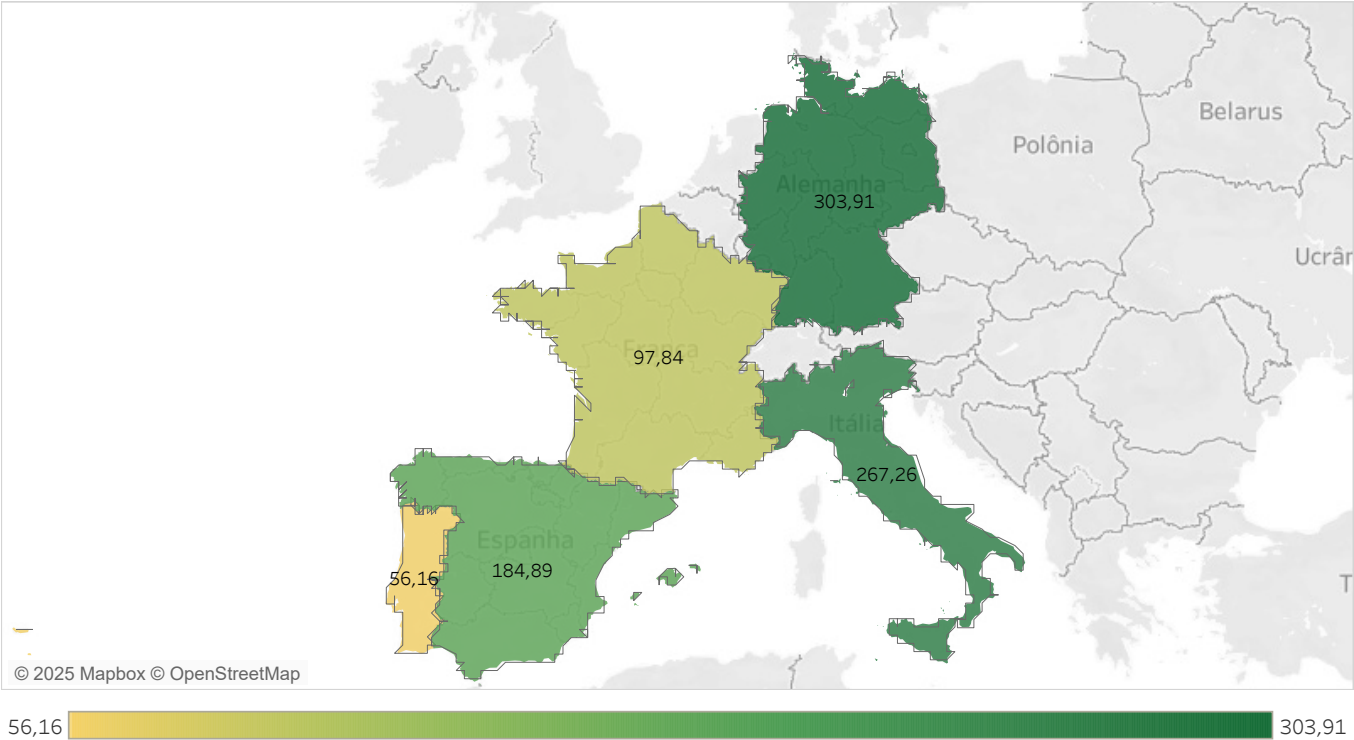 Belarus
Polônia
Alemanha
303,91
Ucrân
França
97,84
Itália
267,26
Espanha
184,89
56,16
T
© 2025 Mapbox © OpenStreetMap
56,16
303,91